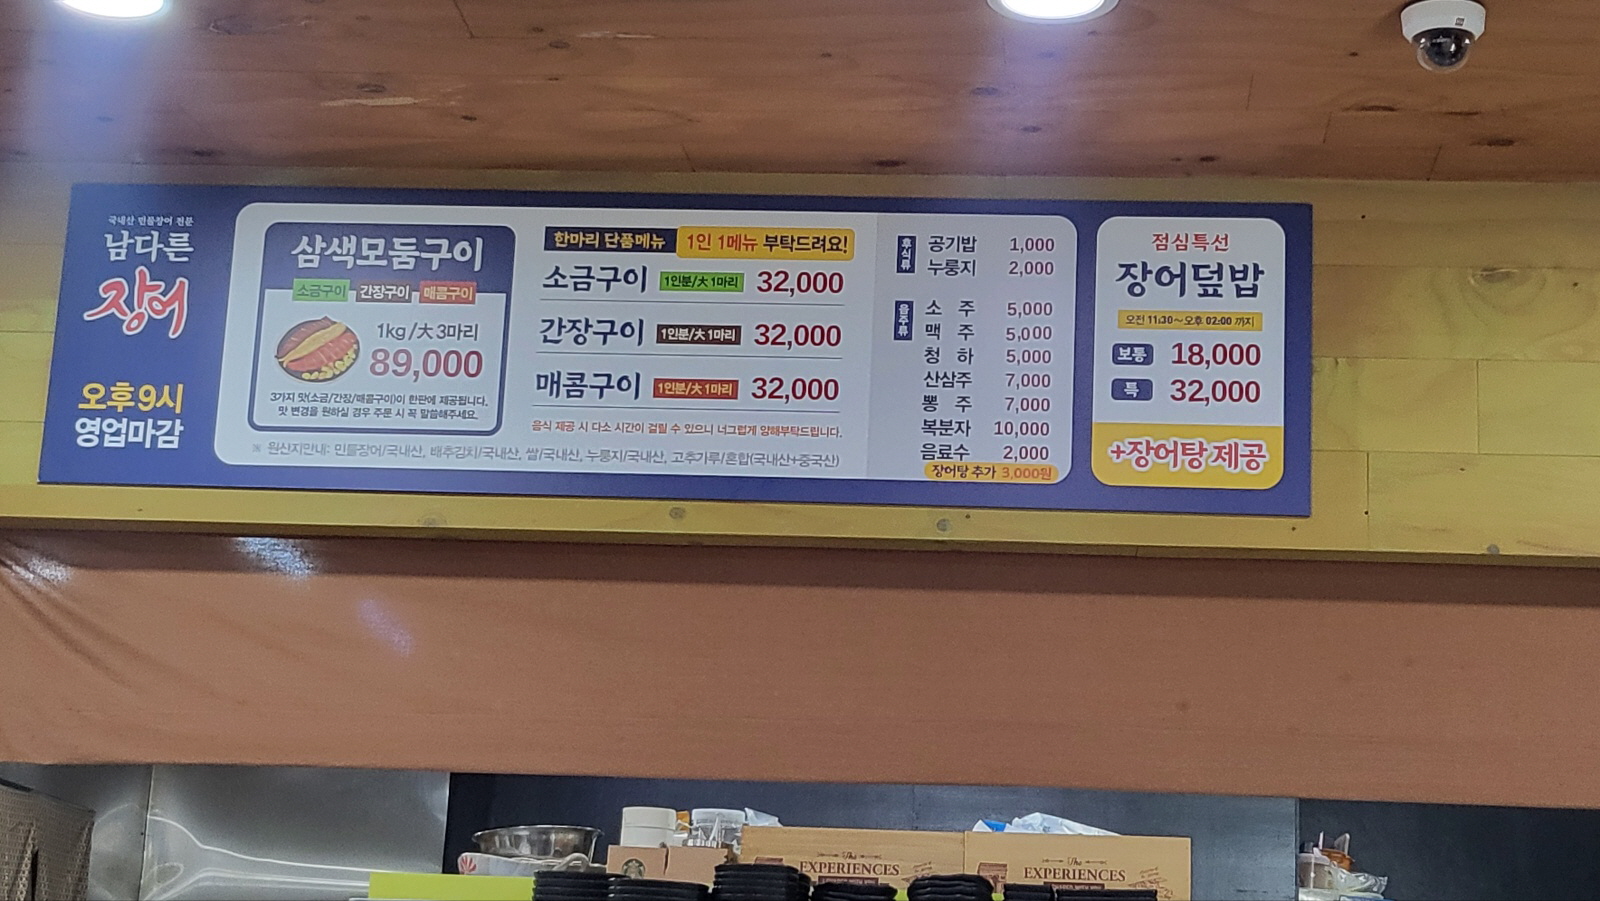 국내산 민물장어 전문
남다른
장어
오후9시
영업마감
삼색모둠구이
소금구이 간장구이 매콤구이
1kg/大3마리
89,000
3가지 맛(소금/간장/매콤구이)이 한판에 제공됩니다.
맛 변경을 원하실 경우 주문 시 꼭 말씀해주세요.
한마리 단품메뉴 1인 1메뉴 부탁드려요!
소금구이 1인분/大1마리 32,000
간장구이 1인분/大1마리 32,000
매콤구이 1인분/大1마리 32,000
음식 제공 시 다소 시간이 걸릴 수 있으니 너그럽게 양해부탁드립니다.
※ 원산지안내: 민들장어/국내산, 배추김치/국내산, 쌀/국내산, 누룽지/국내산, 고추가루/혼합(국내산+중국산)
후식류
공기밥 1,000
누룽지 2,000
음주류
소 주 5,000
맥 주 5,000
청 하 5,000
산삼주 7,000
뽕 주 7,000
복분자 10,000
음료수 2,000
장어탕 추가 3,000원
점심특선
장어덮밥
오전 11:30~오후 02:00 까지
보통 18,000
특 32,000
+장어탕 제공
The
EXPERIENCES
The
EXPERIENCES